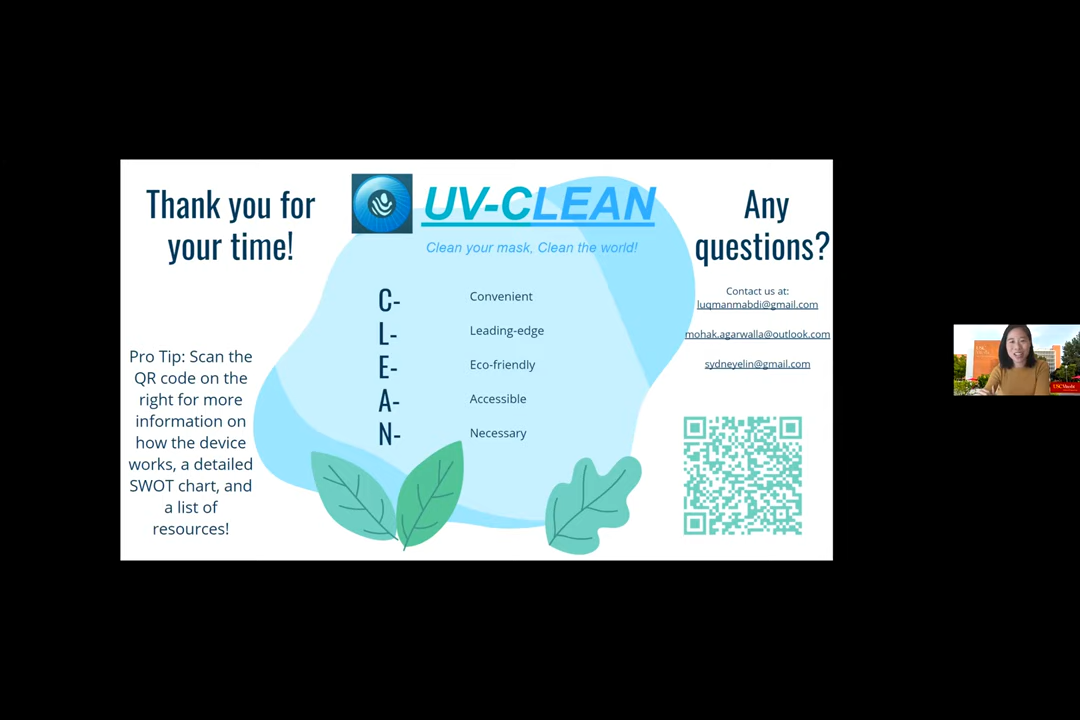 Thank you for
your time!
UV-CLEAN
Clean your mask, Clean the world!
Any
questions?
Contact us at:
luqmanmabdi@gmail.com
mohak.agarwalla@outlook.com
sydneyelin@gmail.com
C- Convenient
L- Leading-edge
E- Eco-friendly
A- Accessible
N- Necessary
Pro Tip: Scan the
QR code on the
right for more
information on
how the device
works, a detailed
SWOT chart, and
a list of
resources!